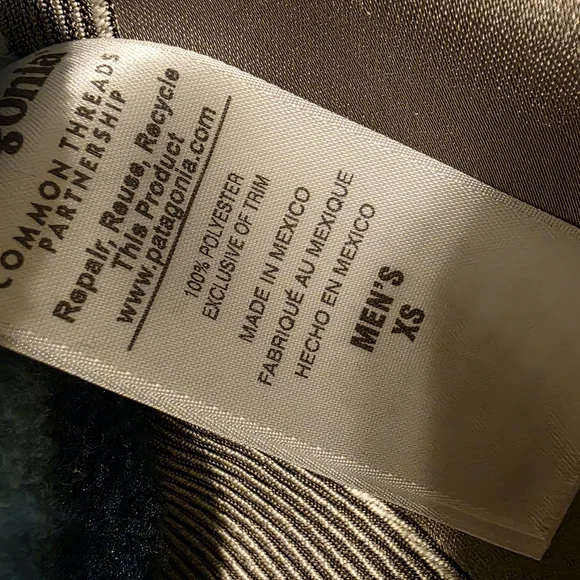 COMMON THREADS
PARTNERSHIP
Repair, Reuse, Recycle
This Product
www.patagonia.com
100% POLYESTER
EXCLUSIVE OF TRIM
MADE IN MEXICO
FABRIQUÉ AU MEXIQUE
HECHO EN MEXICO
MEN'S
XS